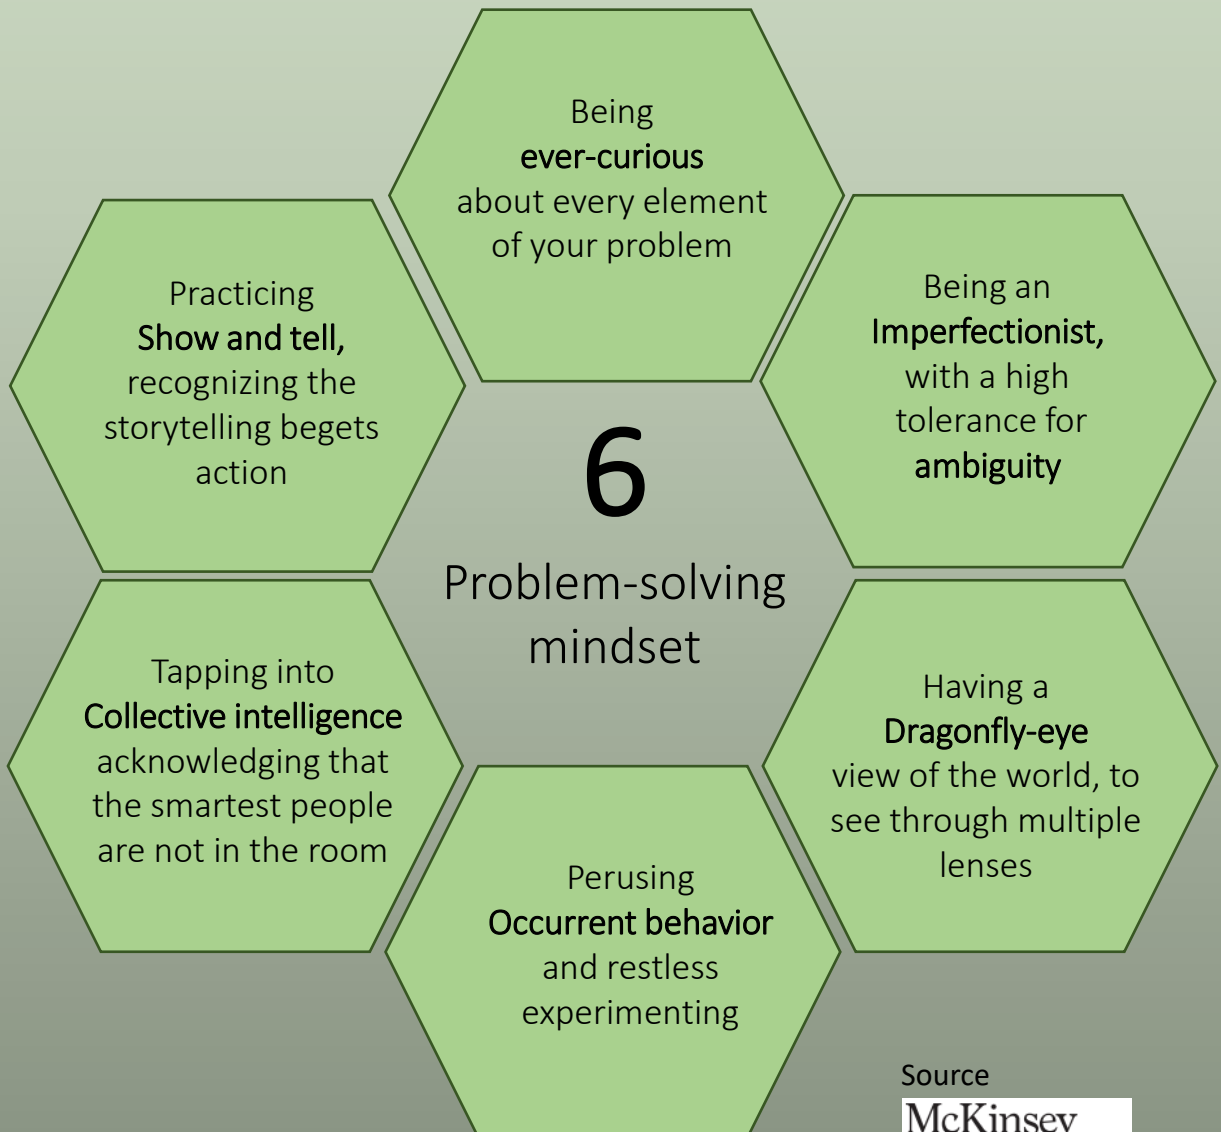 Being
ever-curious
about every element
of your problem
Being an
Imperfectionist,
with a high
tolerance for
ambiguity
Having a
Dragonfly-eye
view of the world, to
see through multiple
lenses
Perusing
Occurrent behavior
and restless
experimenting
Tapping into
Collective intelligence
acknowledging that
the smartest people
are not in the room
Practicing
Show and tell,
recognizing the
storytelling begets
action
6
Problem-solving
mindset
Source
McKinsey